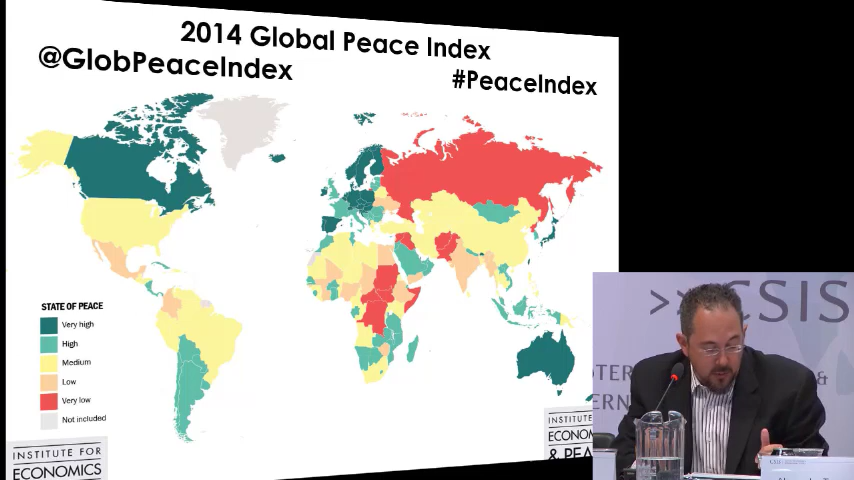 2014 Global Peace Index
@GlobPeaceIndex
#PeaceIndex
STATE OF PEACE
Very high
High
Medium
Low
Very low
Not included
INSTITUTE FOR
ECONOMICS
INSTITUTE
ECONOM
& PEA
>> CSIS
&
ERN